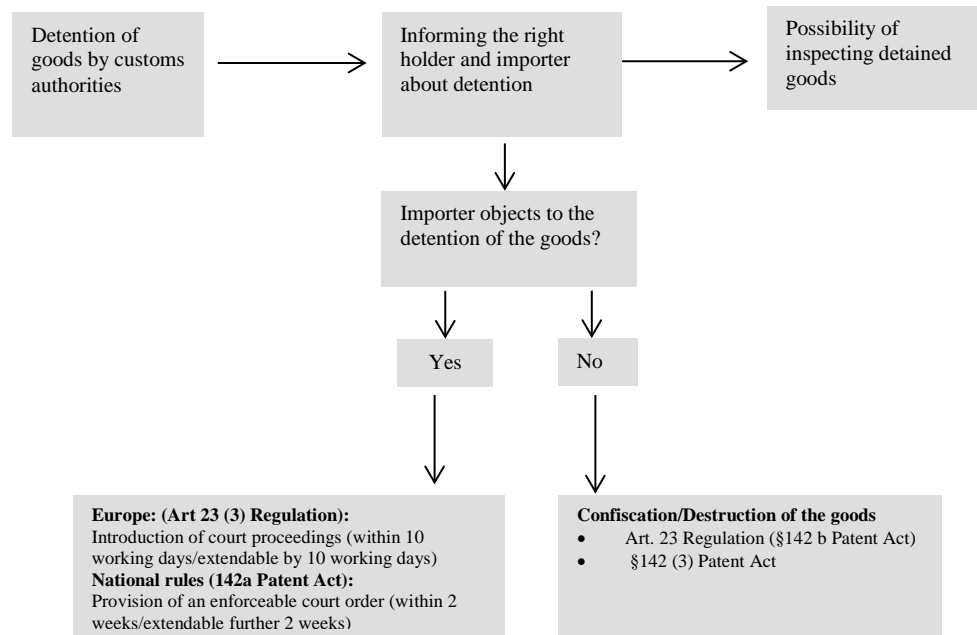 Detention of
goods by customs
authorities
Informing the right
holder and importer
about detention
Possibility of
inspecting detained
goods
Importer objects to the
detention of the goods?
Yes
No
Europe: (Art 23 (3) Regulation):
Introduction of court proceedings (within 10
working days/extendable by 10 working days)
National rules (142a Patent Act):
Provision of an enforceable court order (within 2
weeks/extendable further 2 weeks)
Confiscation/Destruction of the goods
• Art. 23 Regulation (§142 b Patent Act)
• §142 (3) Patent Act